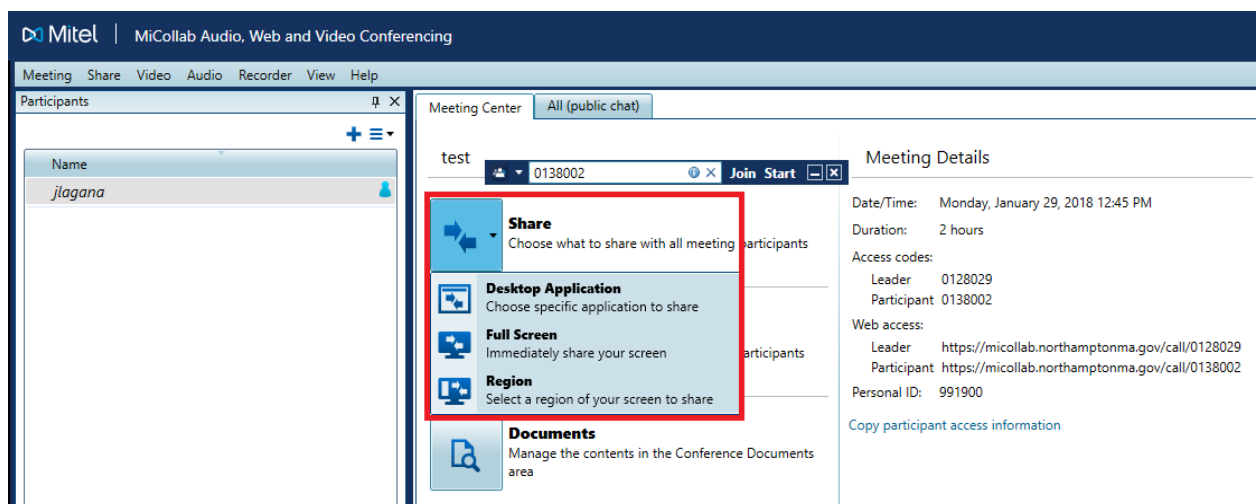 Mitel | MiCollab Audio, Web and Video Conferencing
Meeting Share Video Audio Recorder View Help
Participants
Name
jlagana
Meeting Center All (public chat)
test
0138002 Join Start
Share
Choose what to share with all meeting participants
Desktop Application
Choose specific application to share
Full Screen
Immediately share your screen
articipants
Region
Select a region of your screen to share
Documents
Manage the contents in the Conference Documents
area
Meeting Details
Date/Time: Monday, January 29, 2018 12:45 PM
Duration: 2 hours
Access codes:
Leader 0128029
Participant 0138002
Web access:
Leader https://micollab.northamptonma.gov/call/0128029
Participant https://micollab.northamptonma.gov/call/0138002
Personal ID: 991900
Copy participant access information